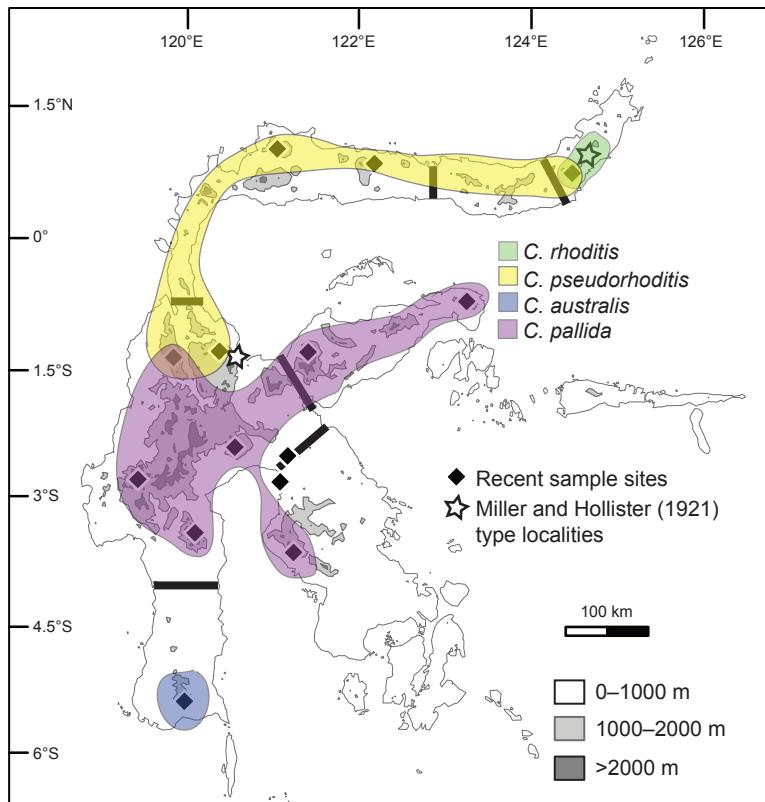 120°E 122°E 124°E 126°E
1.5°N
0°
1.5°S
3°S
4.5°S
6°S
C. rhoditis
C. pseudorhoditis
C. australis
C. pallida
Recent sample sites
Miller and Hollister (1921)
type localities
100 km
0–1000 m
1000–2000 m
>2000 m